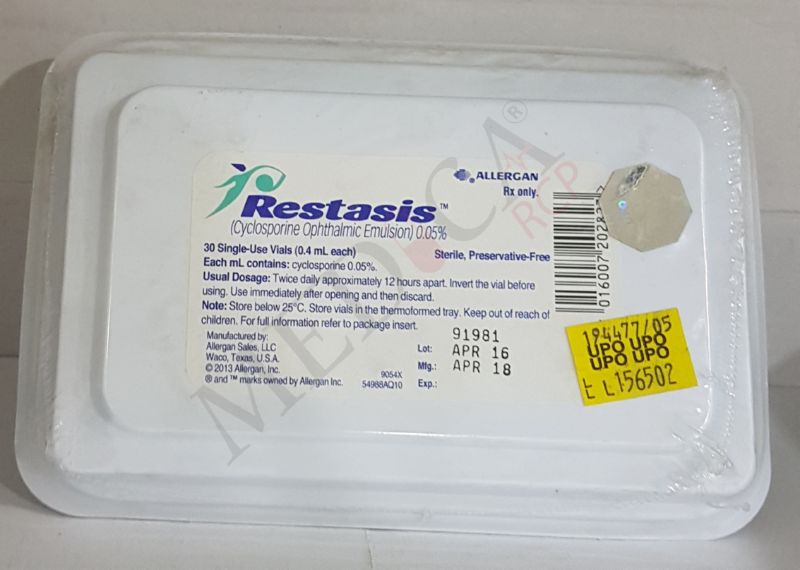 ALLERGAN
Rx only.
Restasis™
(Cyclosporine Ophthalmic Emulsion) 0.05%
30 Single-Use Vials (0.4 mL each)
Sterile, Preservative-Free
Each mL contains: cyclosporine 0.05%.
Usual Dosage: Twice daily approximately 12 hours apart. Invert the vial before
using. Use immediately after opening and then discard.
Note: Store below 25°C. Store vials in the thermoformed tray. Keep out of reach of
children. For full information refer to package insert.
Manufactured by:
Allergan Sales, LLC
Waco, Texas, U.S.A.
© 2013 Allergan, Inc.
® and ™ marks owned by Allergan Inc.
9054X
54988AQ10
Lot: 91981
Mfg.: APR 16
Exp.: APR 18
194477/05
UPO UPO
UPO UPO
L156502
MEDICA®
RCP